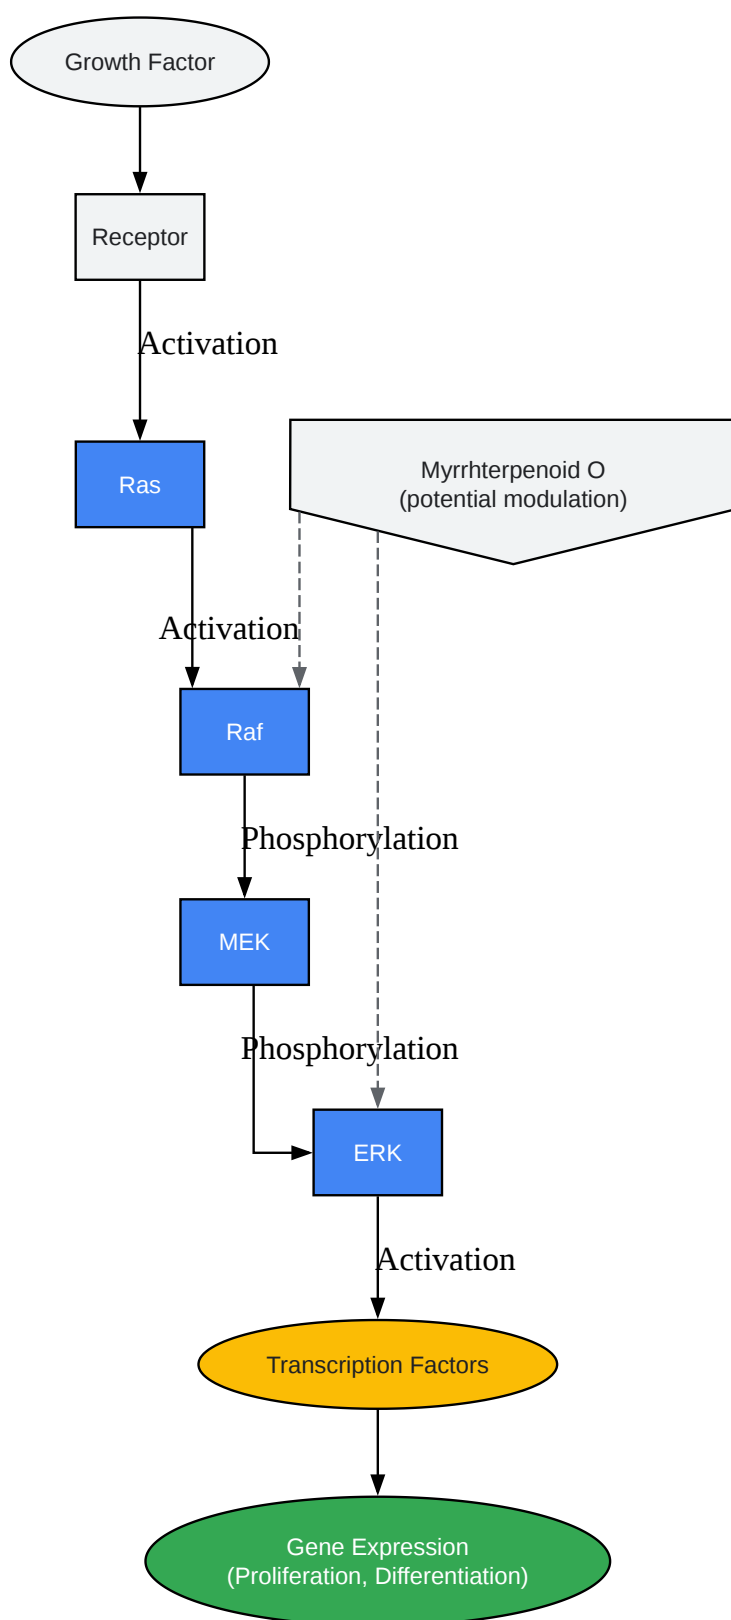 Growth Factor
Receptor
Activation
Ras
Myrrhterpenoid O
(potential modulation)
Activation
Raf
Phosphorylation
MEK
Phosphorylation
ERK
Activation
Transcription Factors
Gene Expression
(Proliferation, Differentiation)